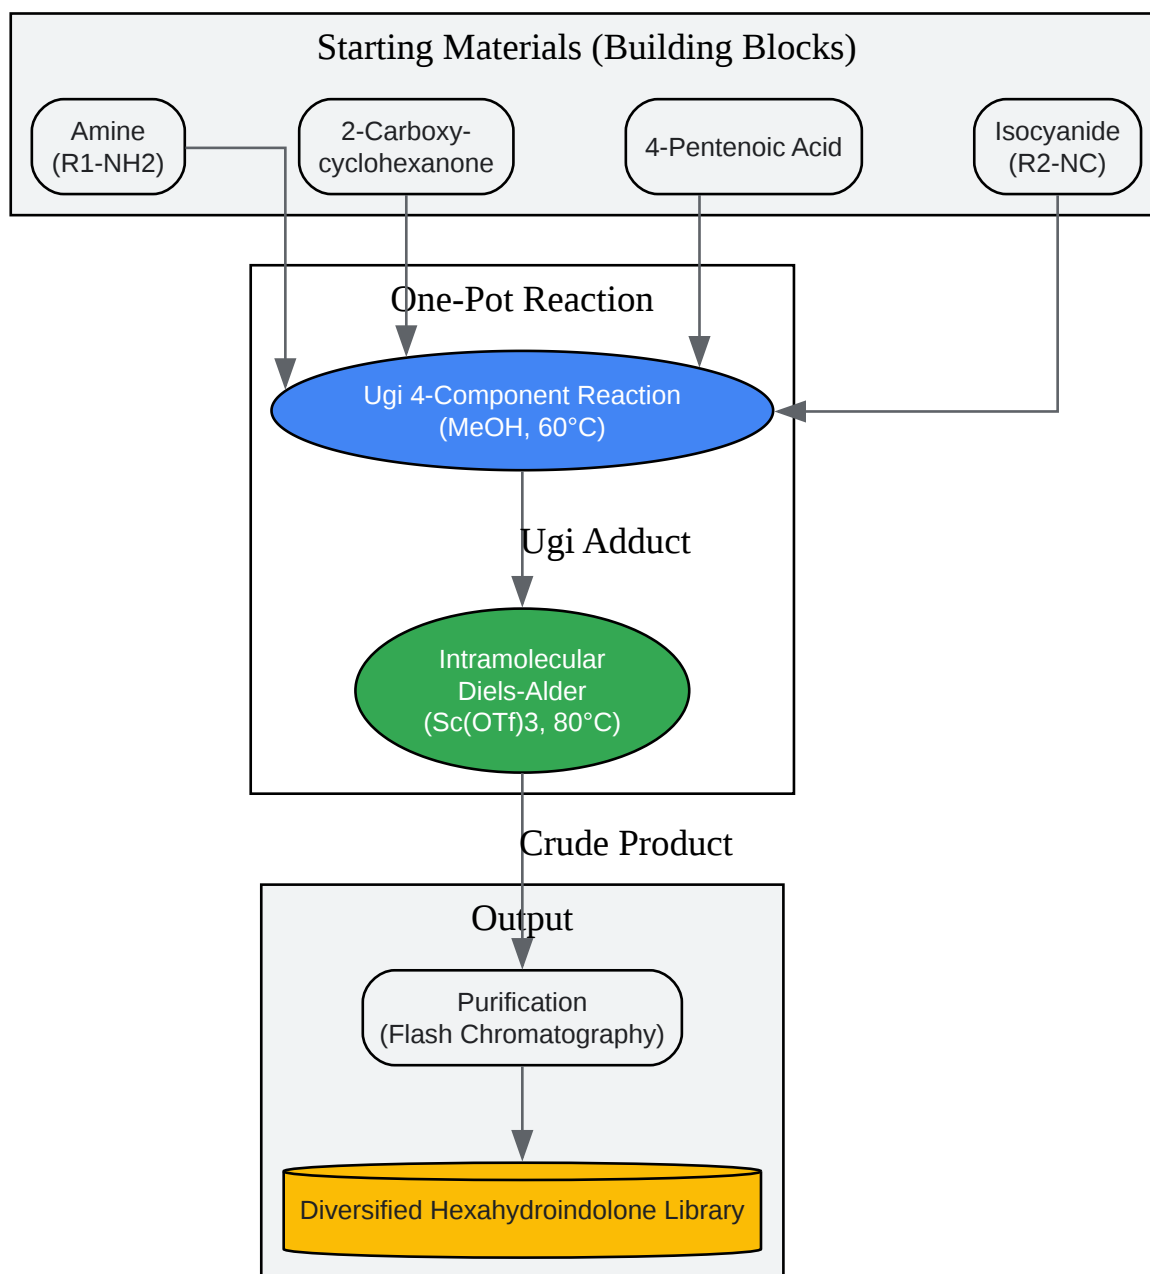 Starting Materials (Building Blocks)
Amine
(R1-NH2)
2-Carboxy-
cyclohexanone
4-Pentenoic Acid
Isocyanide
(R2-NC)
One-Pot Reaction
Ugi 4-Component Reaction
(MeOH, 60°C)
Ugi Adduct
Intramolecular
Diels-Alder
(Sc(OTf)3, 80°C)
Crude Product
Output
Purification
(Flash Chromatography)
Diversified Hexahydroindolone Library